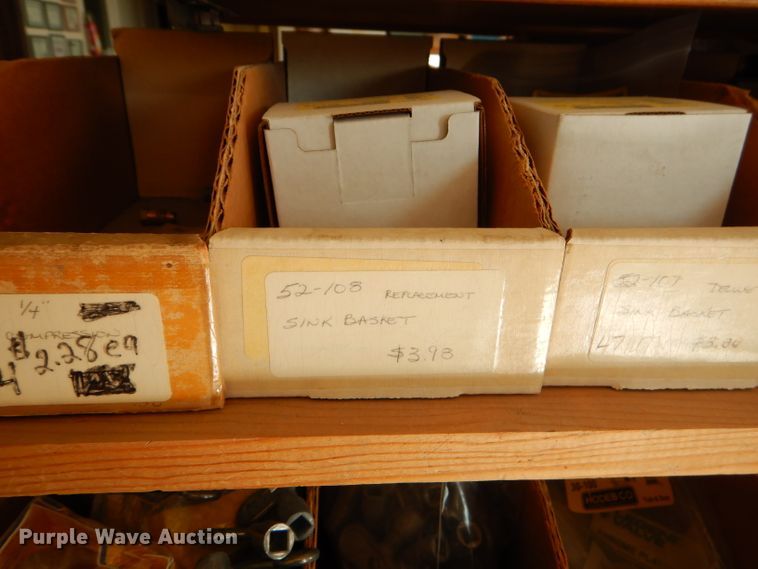 1/4"
COMPRESSION
$2.28 ea
4
52-108 REPLACEMENT
SINK BASKET
$3.98
52-107
SINK BASKET
Purple Wave Auction